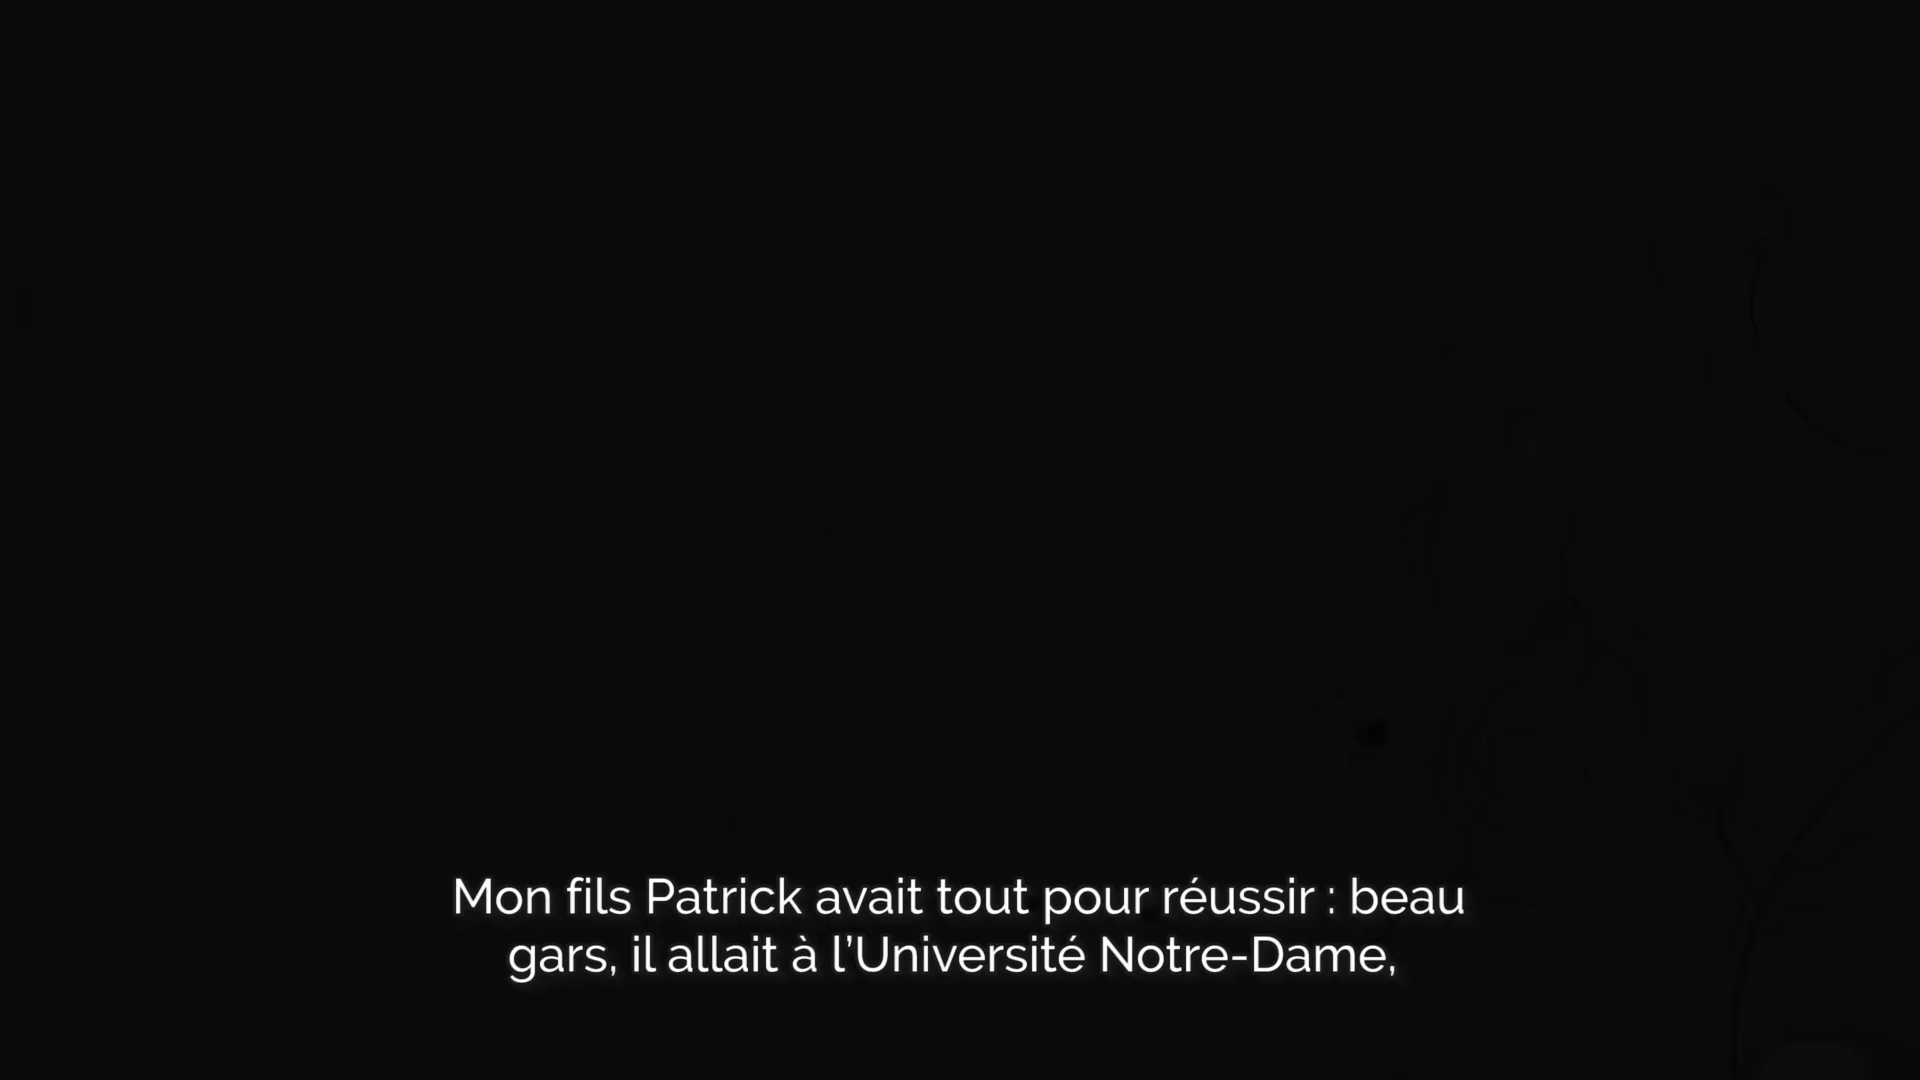 Mon fils Patrick avait tout pour réussir : beau
gars, il allait à l’Université Notre-Dame,